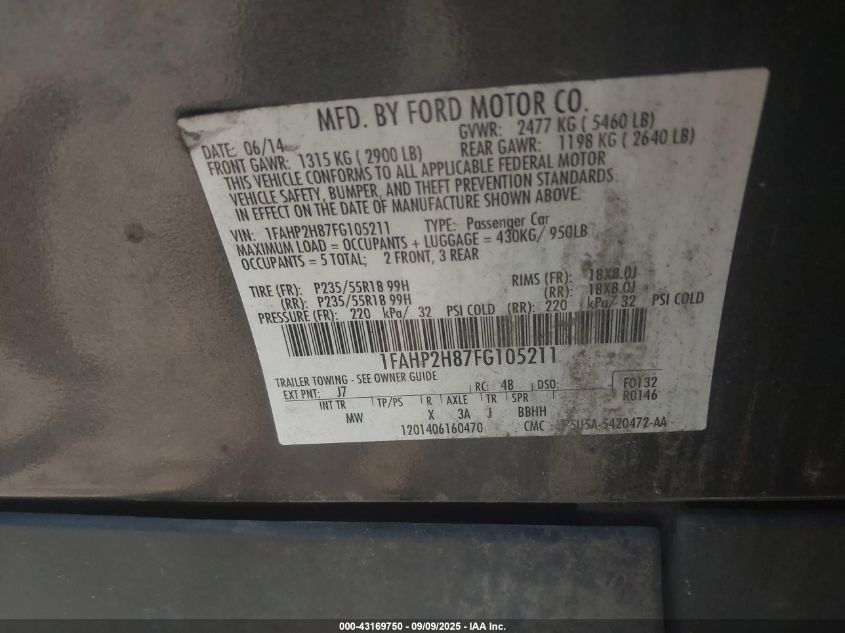 MFD. BY FORD MOTOR CO.
DATE: 06/14 GVWR: 2477 KG ( 5460 LB)
FRONT GAWR: 1315 KG ( 2900 LB) REAR GAWR: 1198 KG ( 2640 LB)
THIS VEHICLE CONFORMS TO ALL APPLICABLE FEDERAL MOTOR
VEHICLE SAFETY, BUMPER, AND THEFT PREVENTION STANDARDS
IN EFFECT ON THE DATE OF MANUFACTURE SHOWN ABOVE.
VIN: 1FAHP2H87FG105211 TYPE: Passenger Car
MAXIMUM LOAD = OCCUPANTS + LUGGAGE = 430KG/ 950LB
OCCUPANTS = 5 TOTAL; 2 FRONT, 3 REAR
TIRE (FR): P235/55R18 99H RIMS (FR): 18X8.0J
(RR): P235/55R18 99H (RR): 18X8.0J
PRESSURE (FR): 220 kPa/ 32 PSI COLD (RR): 220 kPa/ 32 PSI COLD
1FAHP2H87FG105211
TRAILER TOWING - SEE OWNER GUIDE
EXT PNT: J7 RC: 48 DSO: F0132
INT TR TP/PS R AXLE TR SPR R0146
MW X 3A J BBHH
1201406160470 CMC 5420472-AA
000-43169750 - 09/09/2025 - IAA Inc.